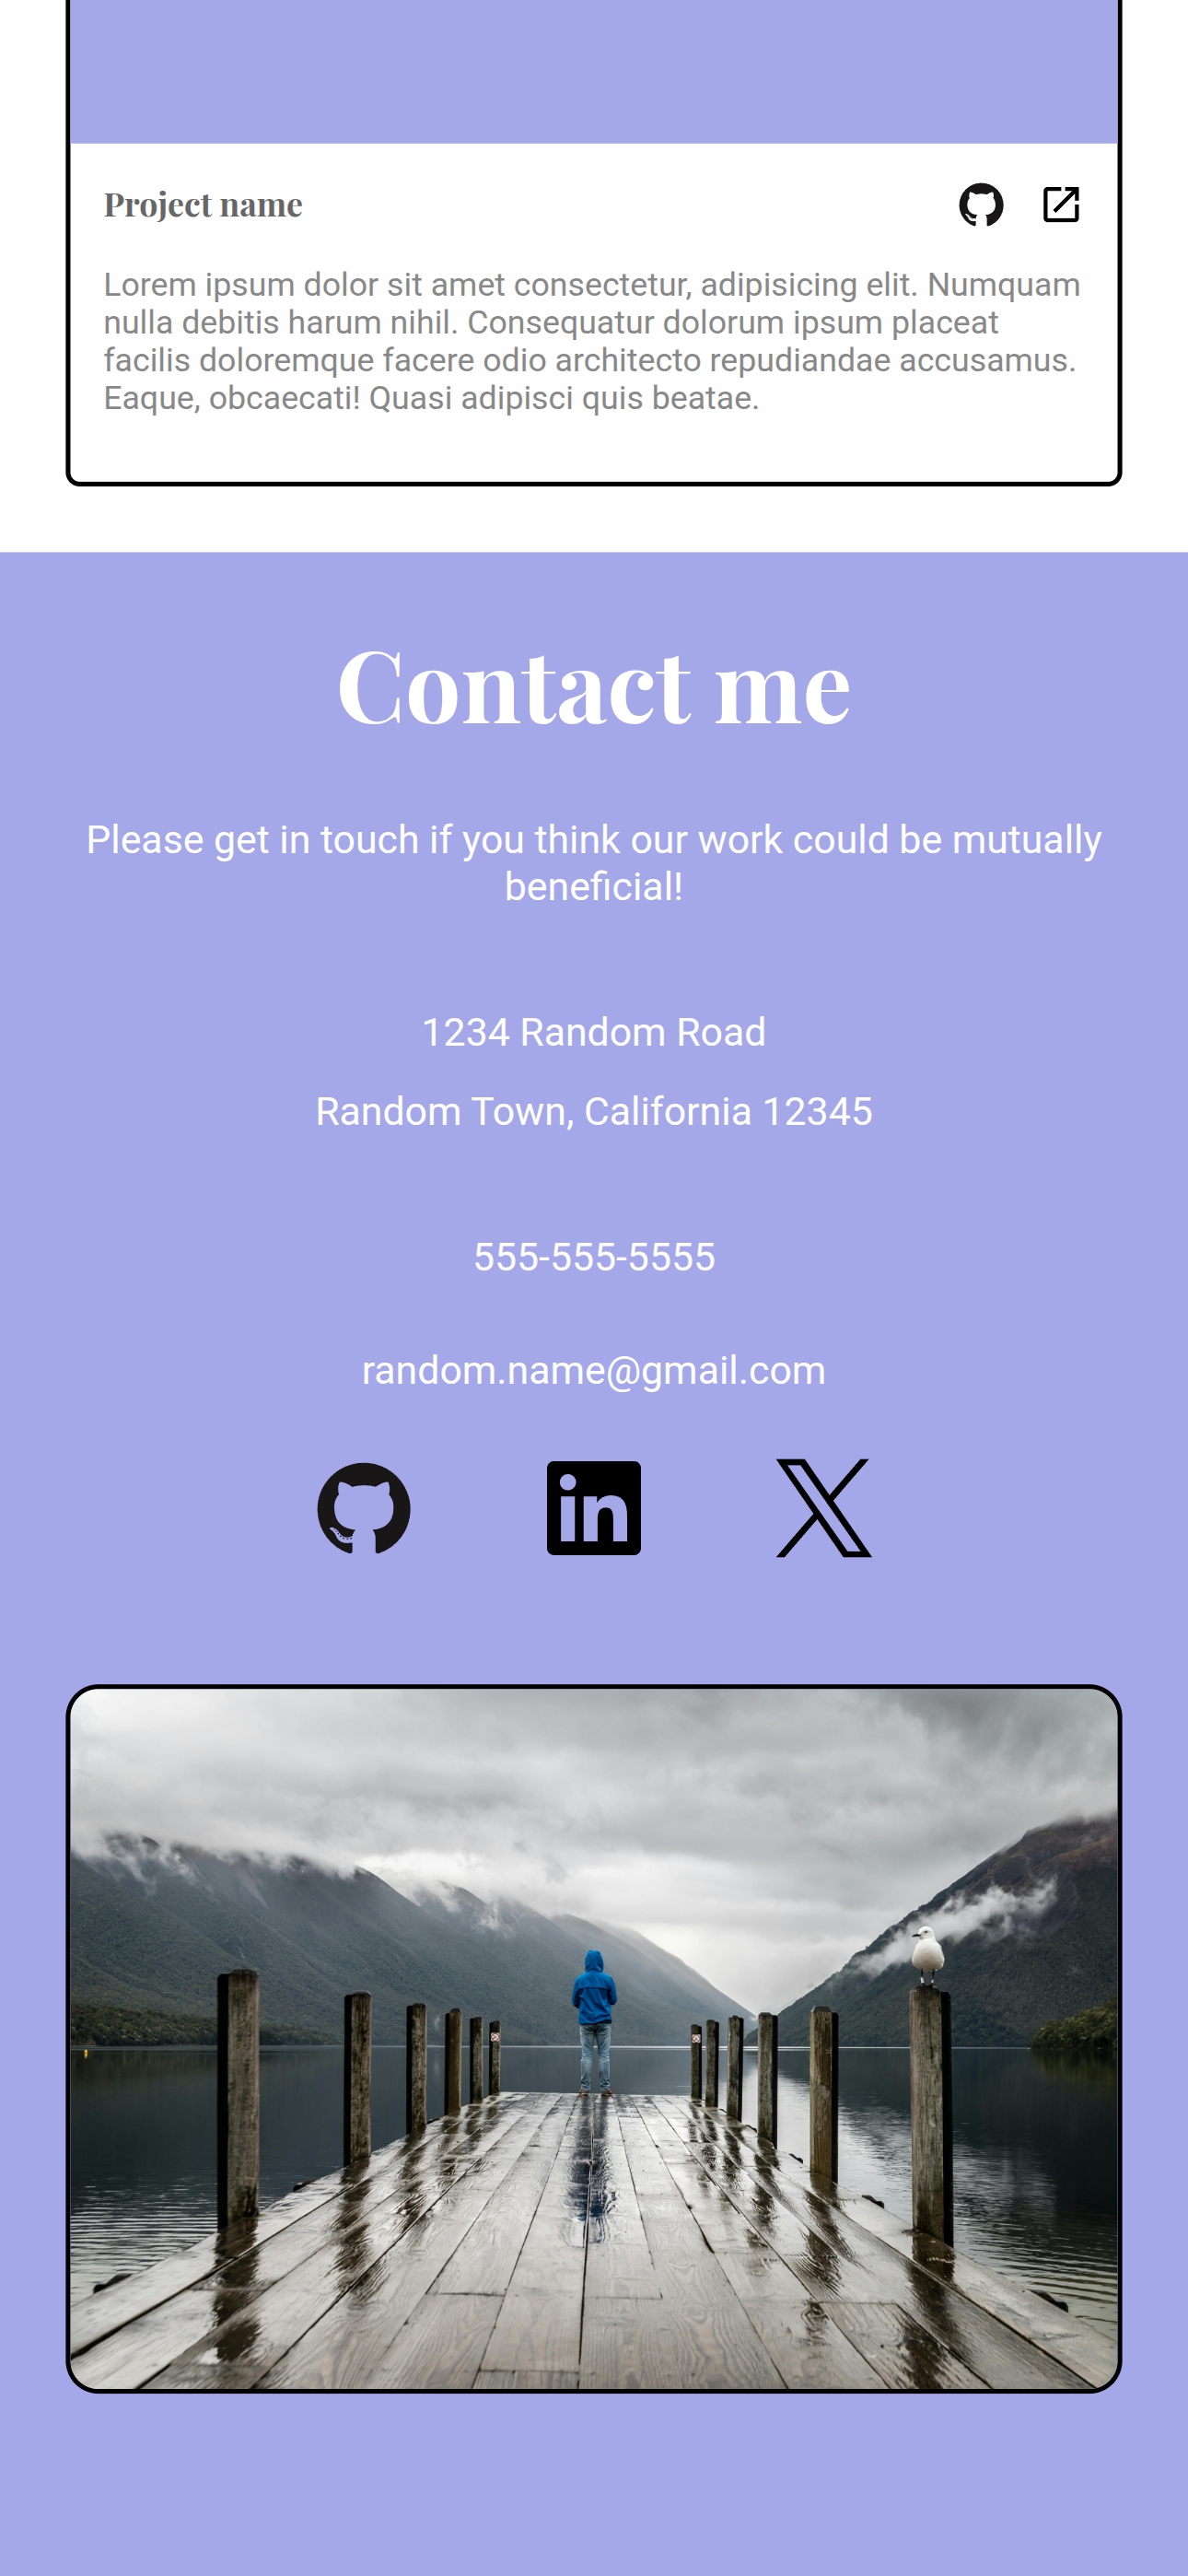 Project name
Lorem ipsum dolor sit amet consectetur, adipisicing elit. Numquam
nulla debitis harum nihil. Consequatur dolorum ipsum placeat
facilis doloremque facere odio architecto repudiandae accusamus.
Eaque, obcaecati! Quasi adipisci quis beatae.
Contact me
Please get in touch if you think our work could be mutually
beneficial!
1234 Random Road
Random Town, California 12345
555-555-5555
random.name@gmail.com
in